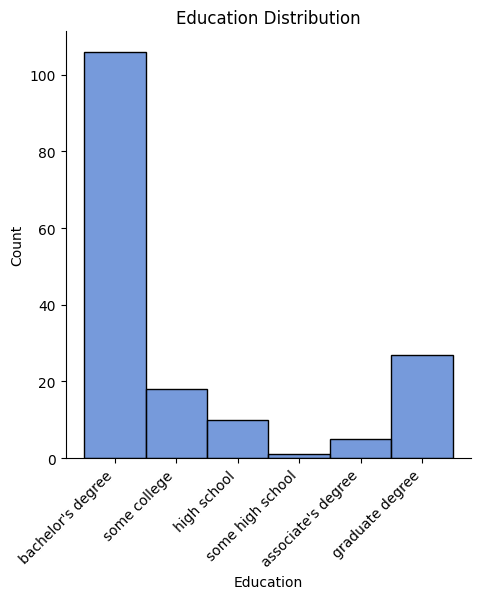 Education Distribution
100
80
60
40
20
0
Count
bachelor's degree
some college
high school
some high school
associate's degree
graduate degree
Education